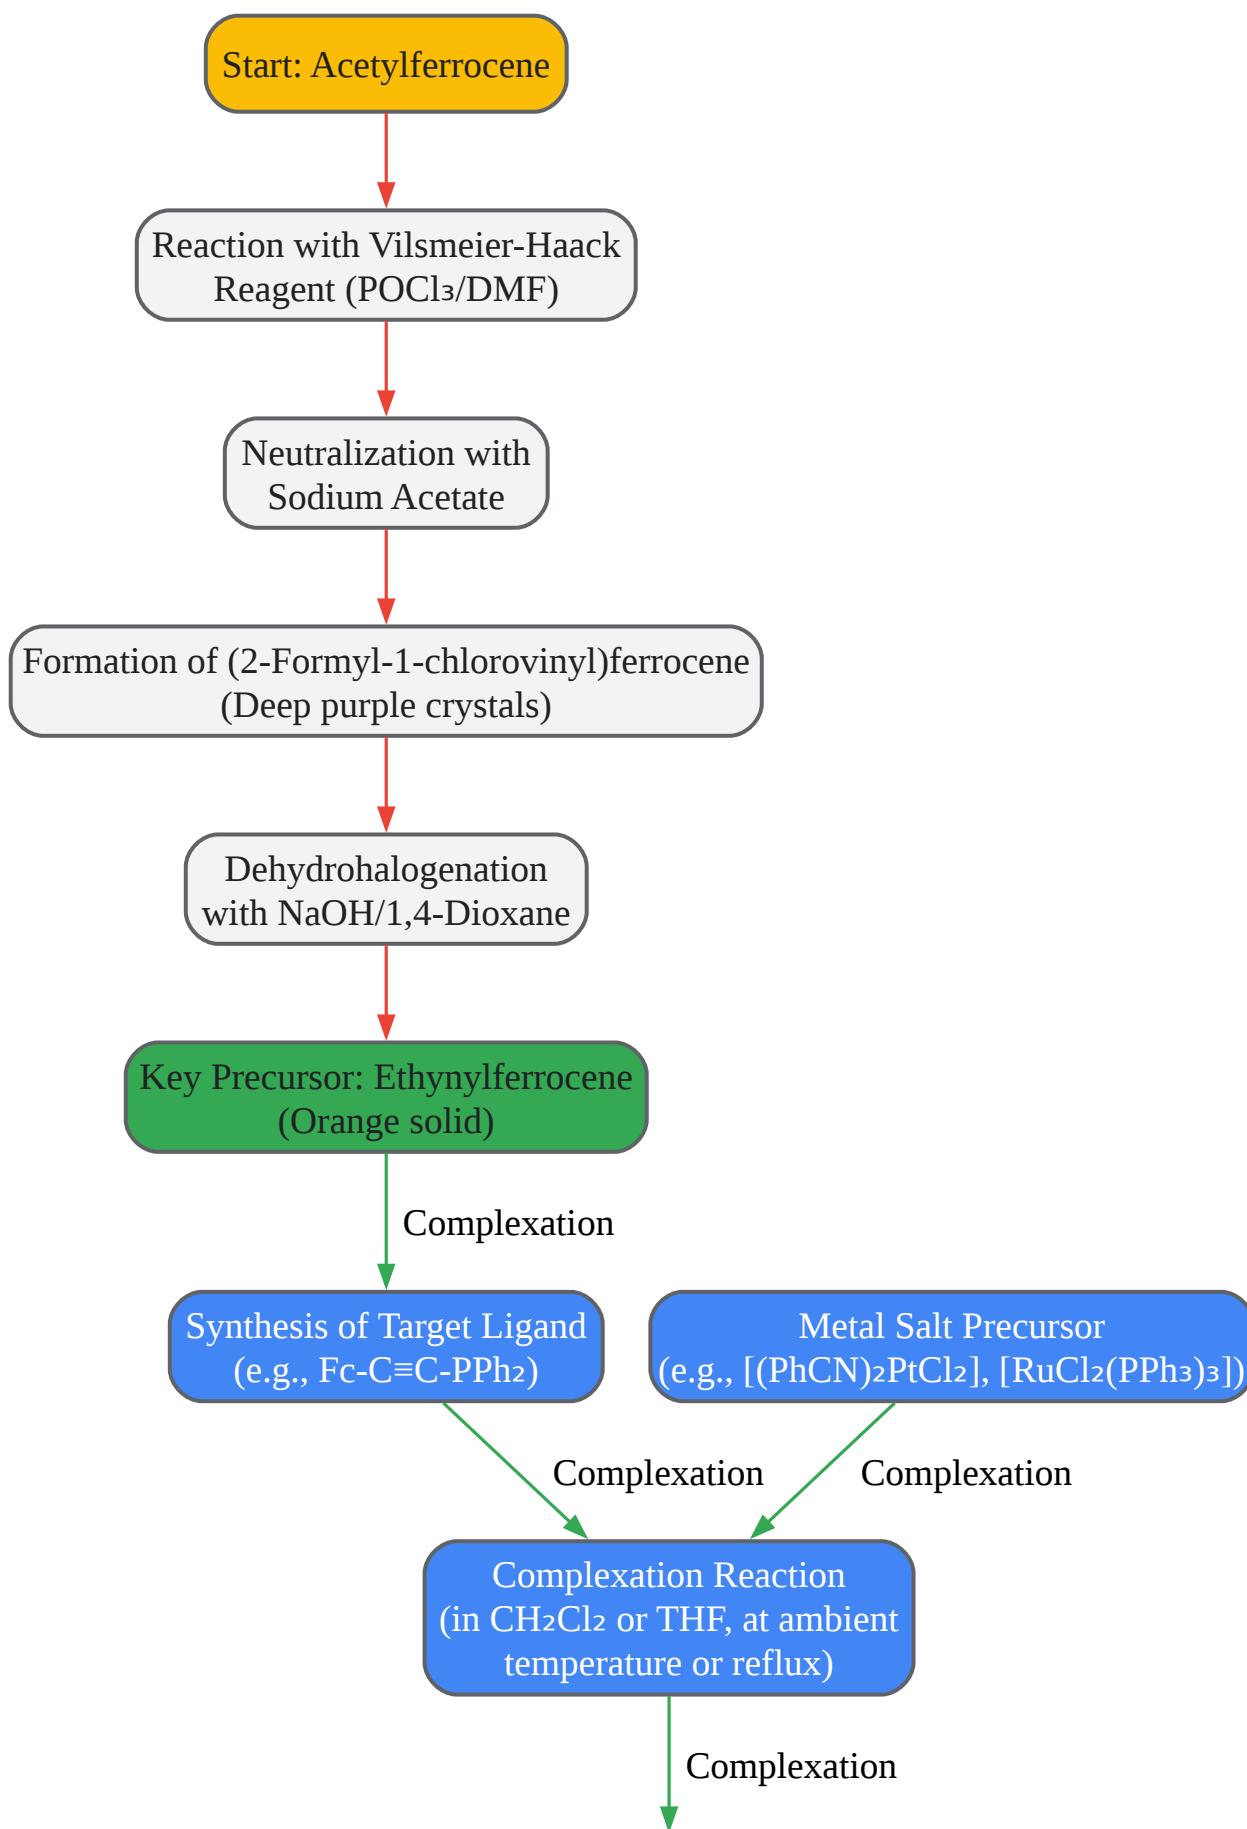 Start: Acetylferrocene
Reaction with Vilsmeier-Haack
Reagent (POCl₃/DMF)
Neutralization with
Sodium Acetate
Formation of (2-Formyl-1-chlorovinyl)ferrocene
(Deep purple crystals)
Dehydrohalogenation
with NaOH/1,4-Dioxane
Key Precursor: Ethynylferrocene
(Orange solid)
Complexation
Synthesis of Target Ligand
(e.g., Fc-C≡C-PPh₂)
Metal Salt Precursor
(e.g., [(PhCN)₂PtCl₂], [RuCl₂(PPh₃)₃])
Complexation
Complexation
Complexation Reaction
(in CH₂Cl₂ or THF, at ambient
temperature or reflux)
Complexation